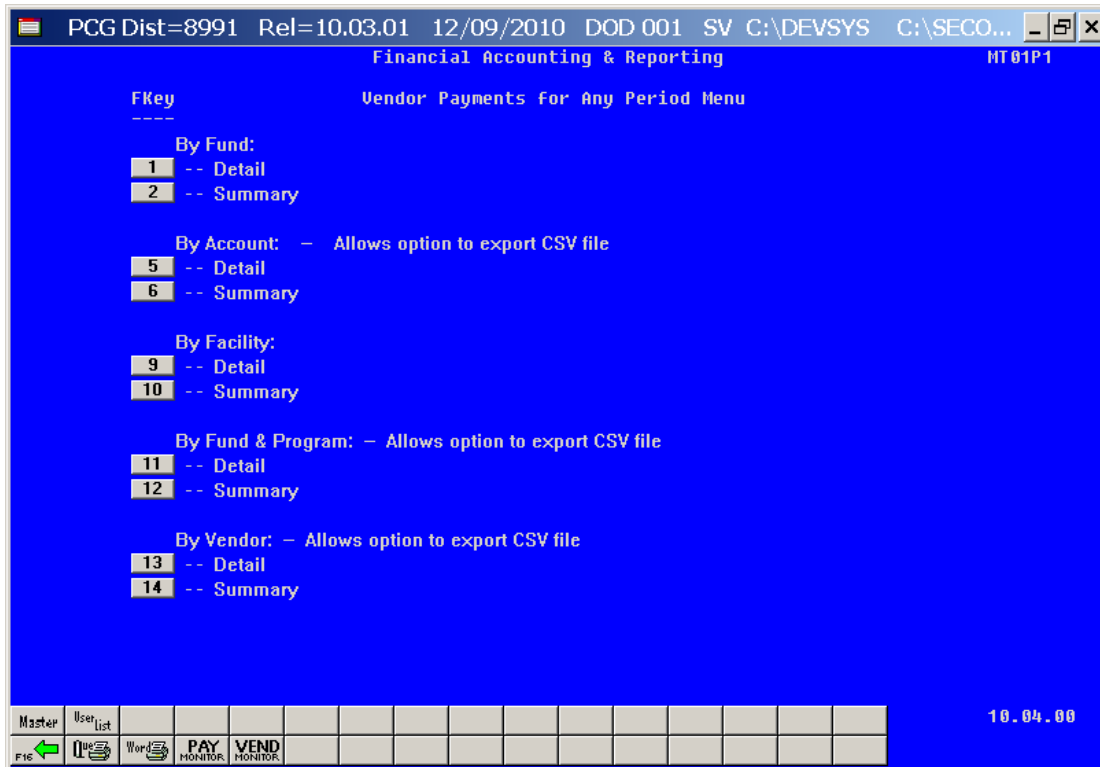 PCG Dist=8991 Rel=10.03.01 12/09/2010 DOD 001 SV C:\DEVSYS C:\SECO...
Financial Accounting & Reporting MT01P1
FKey Vendor Payments for Any Period Menu
----
By Fund:
1 -- Detail
2 -- Summary
By Account: – Allows option to export CSV file
5 -- Detail
6 -- Summary
By Facility:
9 -- Detail
10 -- Summary
By Fund & Program: – Allows option to export CSV file
11 -- Detail
12 -- Summary
By Vendor: – Allows option to export CSV file
13 -- Detail
14 -- Summary
Master User List 10.04.00
F16 Que Word PAY MONITOR VEND MONITOR